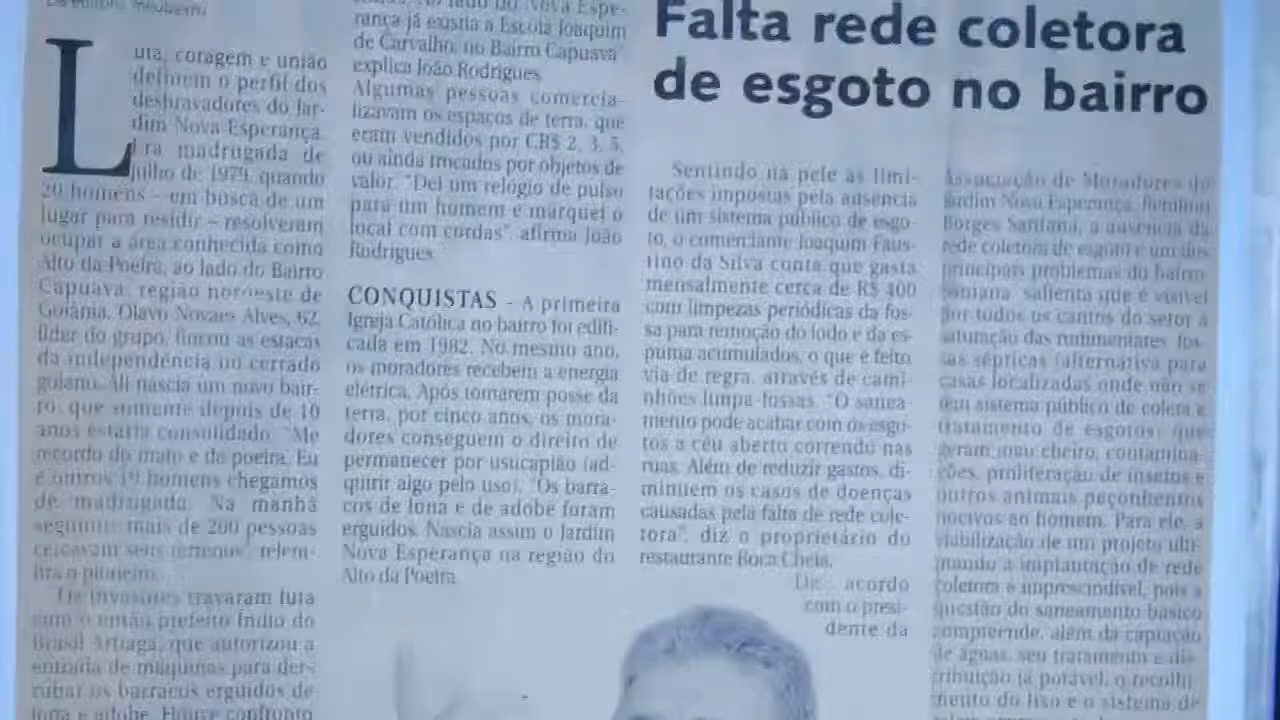 Luta, coragem e união
definem o perfil dos
desbravadores do Jar-
dim Nova Esperança.
Era madrugada de
julho de 1979, quando
20 homens – em busca de um
lugar para residir – resolveram
ocupar a área conhecida como
Alto da Poeira, ao lado do Bairro
Capuava, região noroeste de
Goiânia. Olavo Novaes Alves, 62,
líder do grupo, fincou as estacas
da independência no cerrado
goiano. Ali nascia um novo bair-
ro, que somente depois de 10
anos estaria consolidado. "Me
recordo do mato e da poeira. Eu
e outros 19 homens chegamos
de madrugada. Na manhã
seguinte mais de 200 pessoas
cercavam seus terrenos", relem-
bra o pioneiro.
Os invasores travaram luta
com o então prefeito Índio do
Brasil Artiaga, que autorizou a
entrada de máquinas para der-
rubar os barracos erguidos de
lona e adobe. Houve confronto
lado do Nova Espe-
rança já existia a Escola Joaquim
de Carvalho, no Bairro Capuava"
explica João Rodrigues.
Algumas pessoas comercia-
lizavam os espaços de terra, que
eram vendidos por CR$ 2, 3, 5,
ou ainda trocados por objetos de
valor. "Dei um relógio de pulso
para um homem e marquei o
local com cordas", afirma João
Rodrigues.
CONQUISTAS - A primeira
Igreja Católica no bairro foi edifi-
cada em 1982. No mesmo ano,
os moradores recebem a energia
elétrica. Após tomarem posse da
terra, por cinco anos, os mora-
dores conseguem o direito de
permacecer por usucapião (ad-
quirir algo pelo uso). "Os barra-
cos de lona e de adobe foram
erguidos. Nascia assim o Jardim
Nova Esperança na região do
Alto da Poeira.
Falta rede coletora
de esgoto no bairro
Sentindo na pele as limi-
tações impostas pela ausência
de um sistema público de esgo-
to, o comerciante Joaquim Faus-
tino da Silva conta que gasta
mensalmente cerca de R$ 400
com limpezas periódicas da fos-
sa para remoção do lodo e da es-
puma acumulados, o que é feito
via de regra, através de cami-
nhões limpa-fossas. "O sanea-
mento pode acabar com os esgo-
tos a céu aberto correndo nas
ruas. Além de reduzir gastos, di-
minuem os casos de doenças
causadas pela falta de rede cole-
tora", diz o proprietário do
restaurante Boca Cheia.
De acordo
com o presi-
dente da
Associação de Moradores do
Jardim Nova Esperança,
Borges Santana, a ausência da
rede coletora de esgoto é um dos
principais problemas do bairro.
Santana salienta que é visível
por todos os cantos do setor a
saturação das rudimentares fos-
sas sépticas (alternativa para
casas localizadas onde não se
tem sistema público de coleta e
tratamento de esgotos) que
geram mau cheiro, contamina-
ções, proliferação de insetos e
outros animais peçonhentos
nocivos ao homem. Para ele, a
viabilização de um projeto
a implantação de rede
coletora é imprescindível, pois a
questão do saneamento básico
compreende, além da captação
de águas, seu tratamento e dis-
tribuição já potável, o recolhi-
mento do lixo e o sistema de